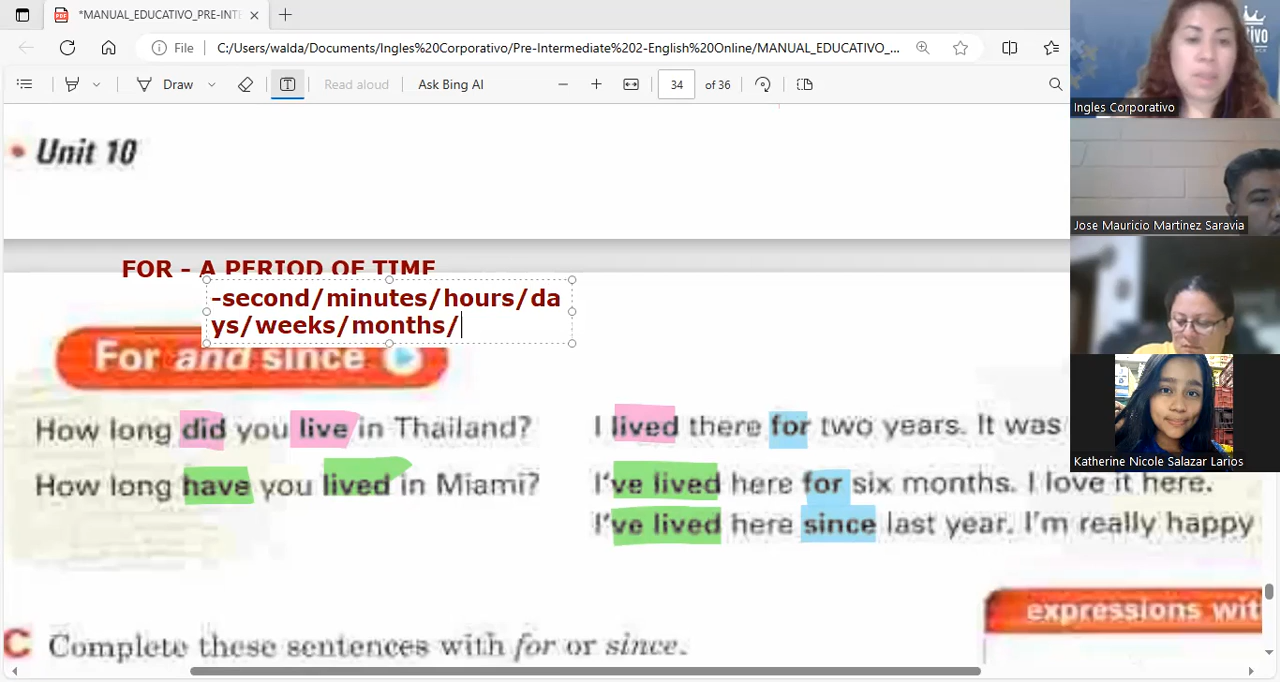 *MANUAL_EDUCATIVO_PRE-INTE
File C:/Users/walda/Documents/Ingles%20Corporativo/Pre-Intermediate%202-English%20Online/MANUAL_EDUCATIVO_...
Draw Read aloud Ask Bing AI 34 of 36
Unit 10
FOR - A PERIOD OF TIME
-second/minutes/hours/da
ys/weeks/months/
For and since
How long did you live in Thailand? I lived there for two years. It was
How long have you lived in Miami? I've lived here for six months. I love it here.
I've lived here since last year. I'm really happy
expressions wit
C Complete these sentences with for or since.
Ingles Corporativo
Jose Mauricio Martinez Saravia
Katherine Nicole Salazar Larios